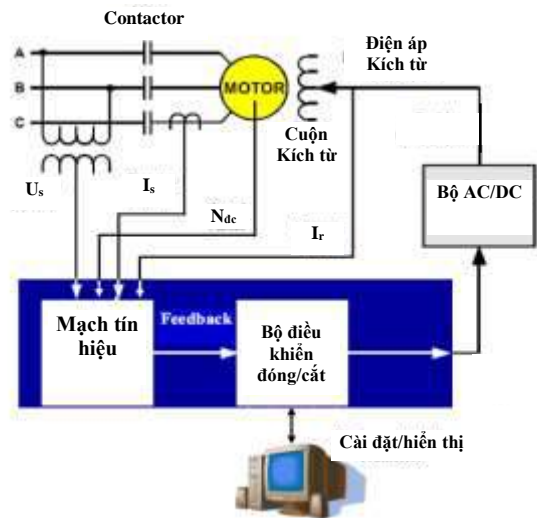 Contactor
A
B
C
MOTOR
Điện áp
Kích từ
Cuộn
Kích từ
Bộ AC/DC
Us
Is
Nđc
Ir
Mạch tín
hiệu
Feedback
Bộ điều
khiển
đóng/cắt
Cài đặt/hiển thị